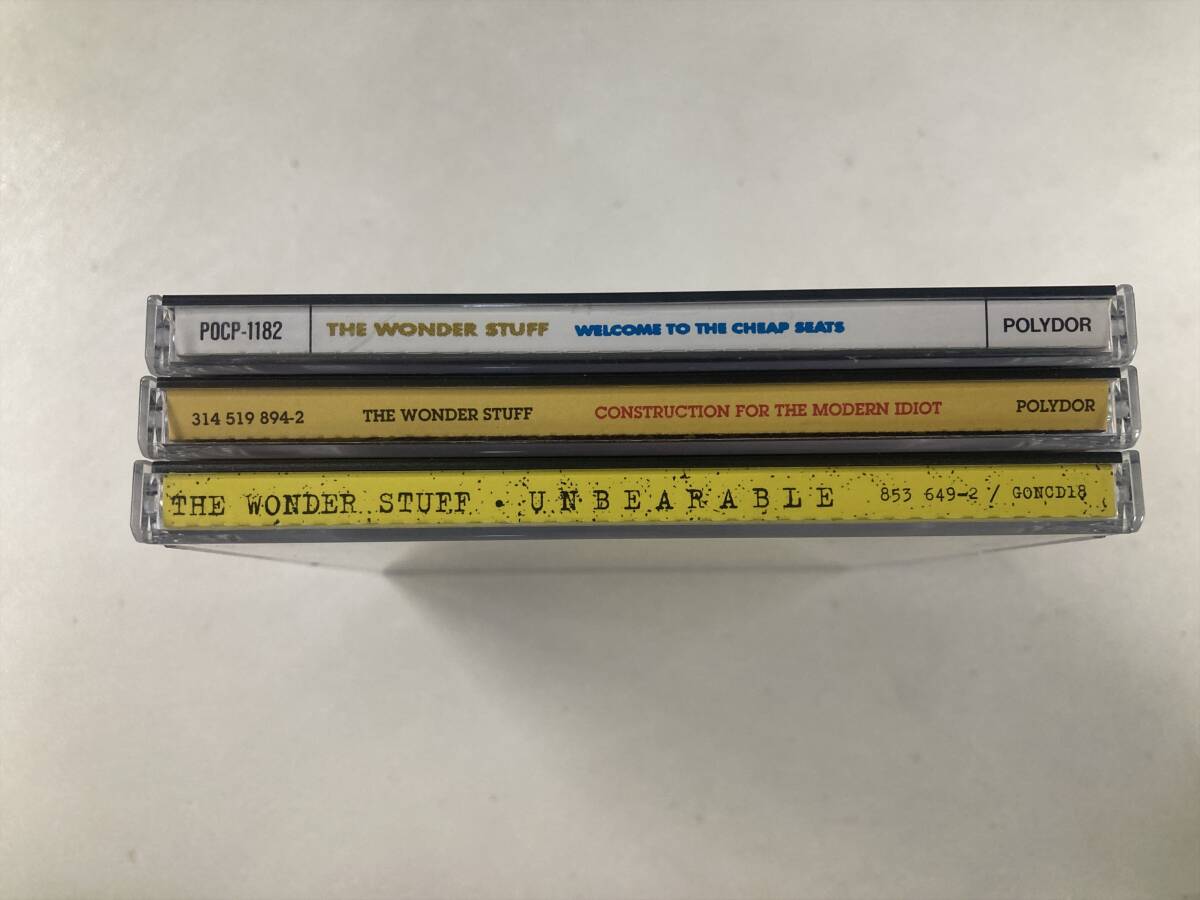 POCP-1182 THE WONDER STUFF WELCOME TO THE CHEAP SEATS POLYDOR
314 519 894-2 THE WONDER STUFF CONSTRUCTION FOR THE MODERN IDIOT POLYDOR
THE WONDER STUFF • UNBEARABLE 853 649-2 / GONCD18